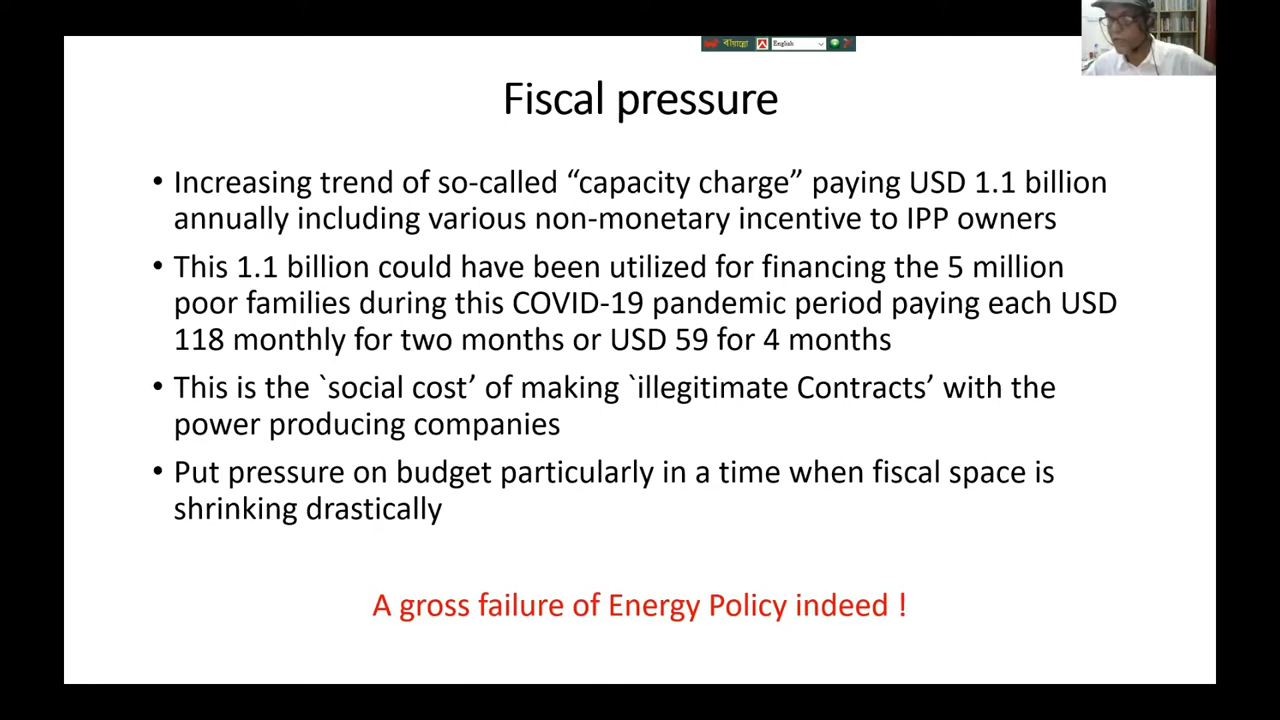 বাঁয়ান্নো
English
Fiscal pressure
• Increasing trend of so-called “capacity charge” paying USD 1.1 billion
annually including various non-monetary incentive to IPP owners
• This 1.1 billion could have been utilized for financing the 5 million
poor families during this COVID-19 pandemic period paying each USD
118 monthly for two months or USD 59 for 4 months
• This is the `social cost’ of making `illegitimate Contracts’ with the
power producing companies
• Put pressure on budget particularly in a time when fiscal space is
shrinking drastically
A gross failure of Energy Policy indeed !